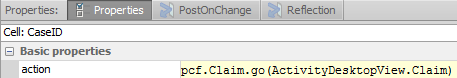 Properties: Properties PostOnChange Reflection
Cell: CaseID
Basic properties
action pcf.Claim.go(ActivityDesktopView.Claim)